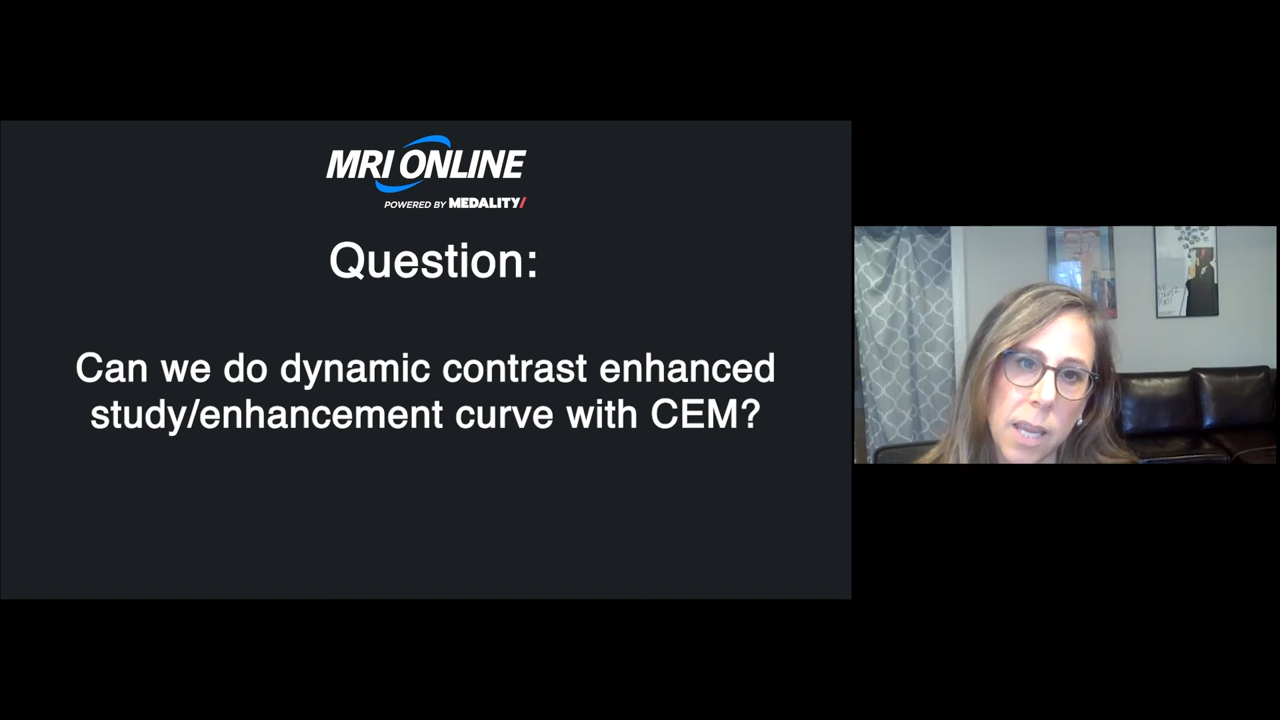 MRI ONLINE
POWERED BY MEDALITY/
Question:
Can we do dynamic contrast enhanced
study/enhancement curve with CEM?